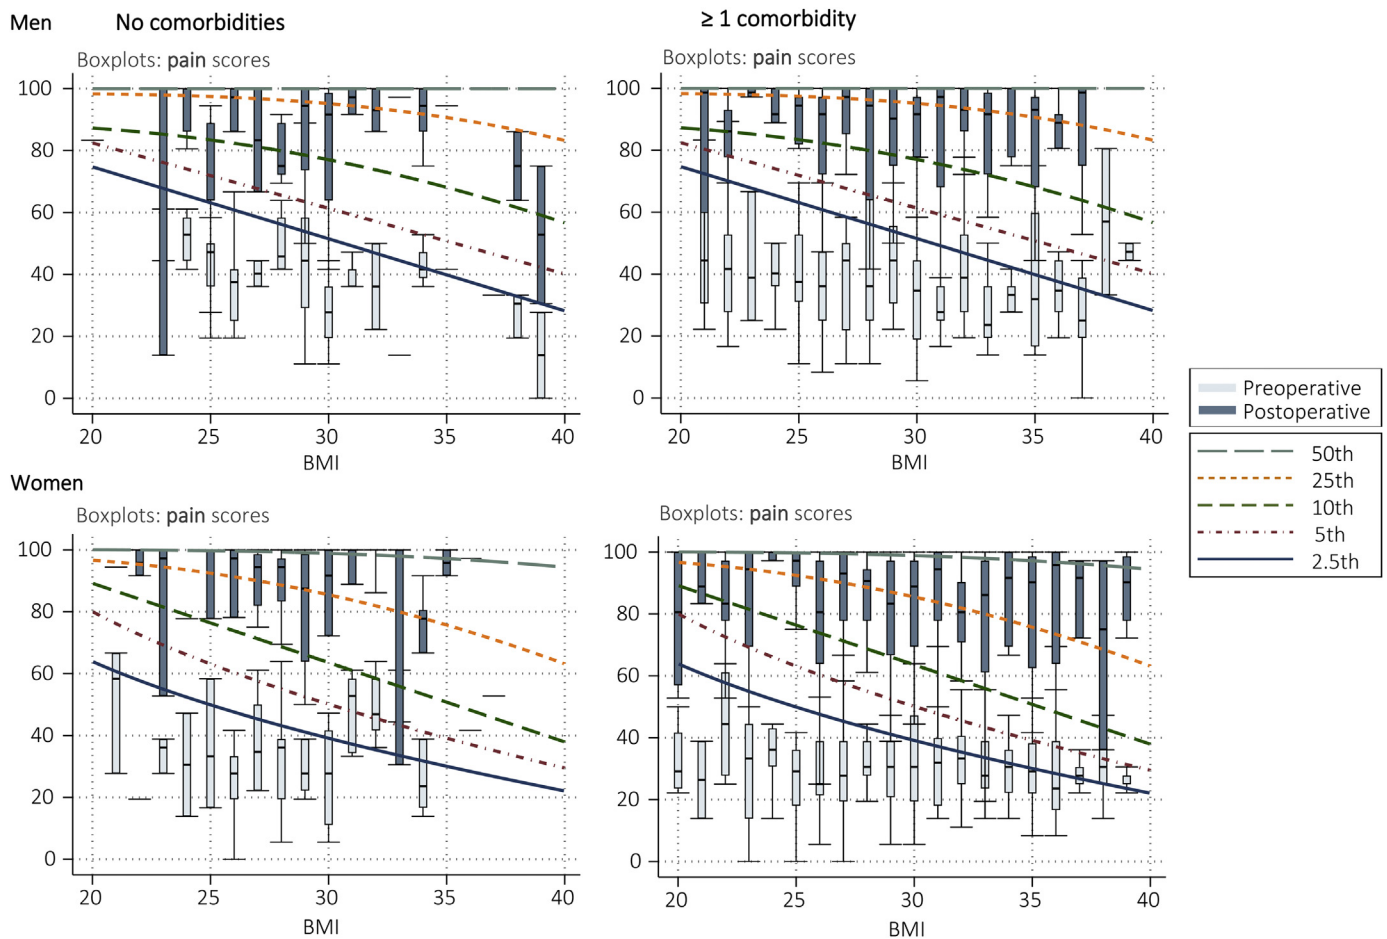 Men
No comorbidities
≥ 1 comorbidity
Boxplots: pain scores
100
80
60
40
20
0
20
25
30
35
40
BMI
Boxplots: pain scores
100
80
60
40
20
0
20
25
30
35
40
BMI
Preoperative
Postoperative
50th
25th
10th
5th
2.5th
Women
Boxplots: pain scores
100
80
60
40
20
0
20
25
30
35
40
BMI
Boxplots: pain scores
100
80
60
40
20
0
20
25
30
35
40
BMI